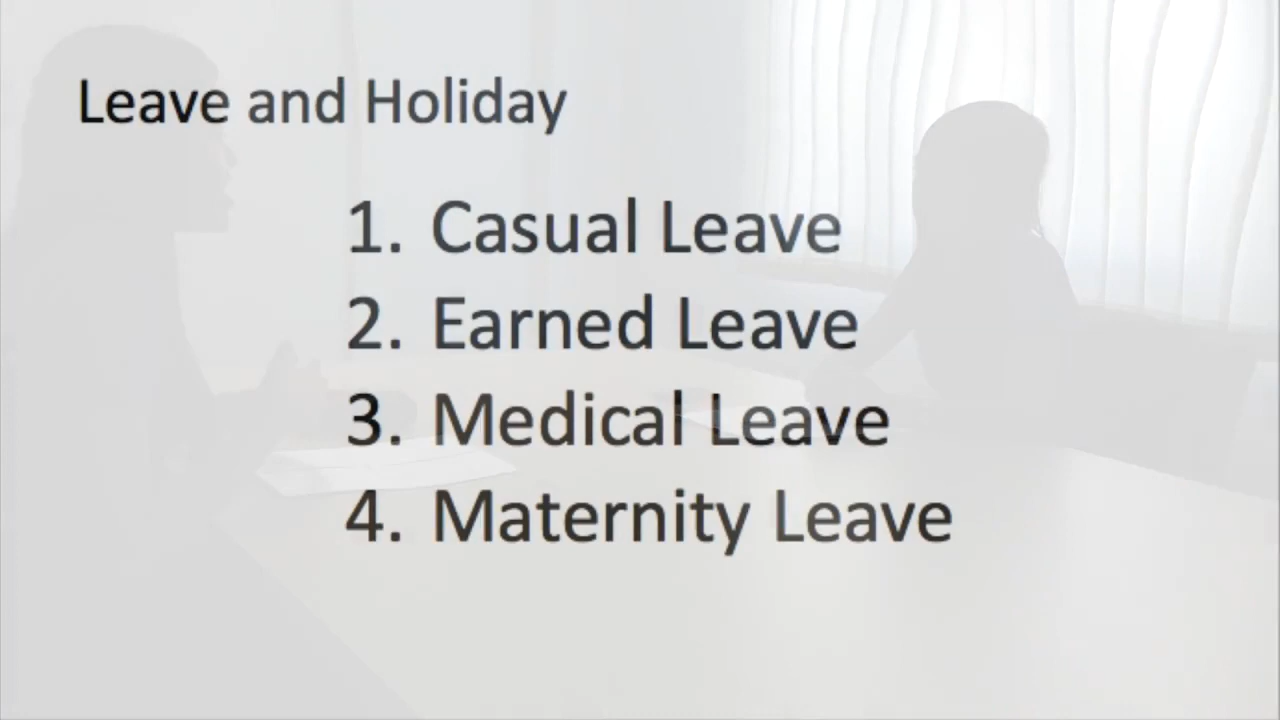 Leave and Holiday
1. Casual Leave
2. Earned Leave
3. Medical Leave
4. Maternity Leave